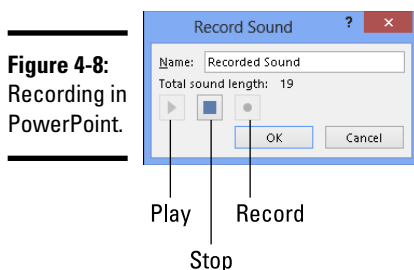 Figure 4-8:
Recording in
PowerPoint.
Record Sound ? ×
Name: Recorded Sound
Total sound length: 19
OK Cancel
Play Record
Stop